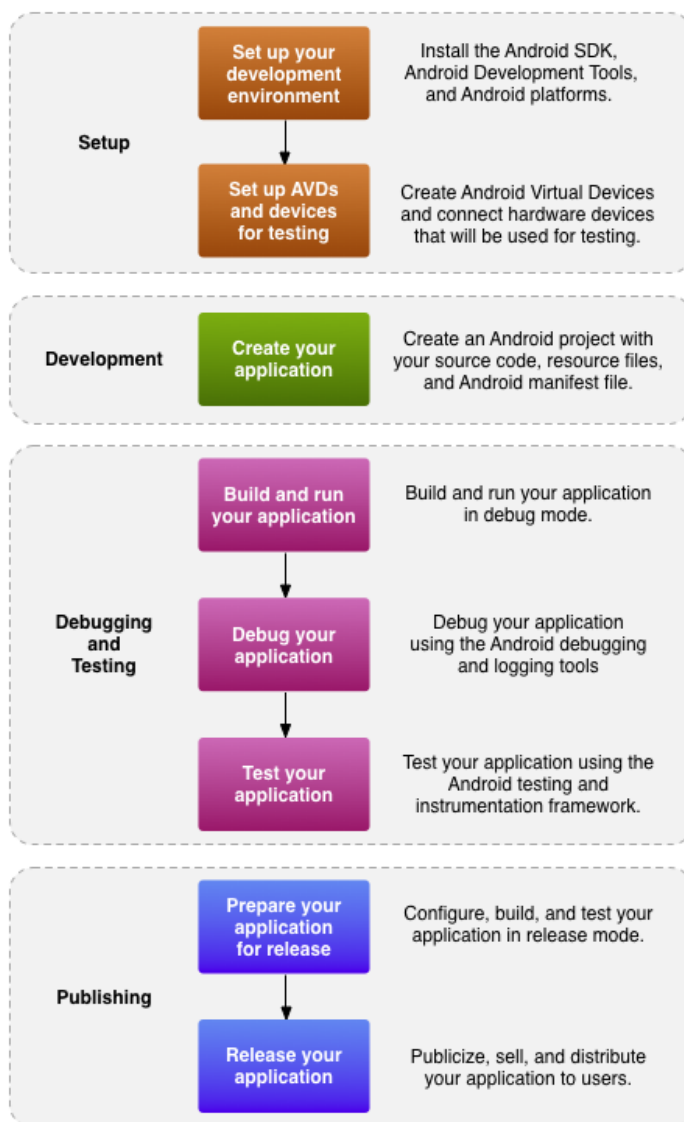 Setup
Set up your
development
environment
Install the Android SDK,
Android Development Tools,
and Android platforms.
Set up AVDs
and devices
for testing
Create Android Virtual Devices
and connect hardware devices
that will be used for testing.
Development
Create your
application
Create an Android project with
your source code, resource files,
and Android manifest file.
Debugging
and
Testing
Build and run
your application
Build and run your application
in debug mode.
Debug your
application
Debug your application
using the Android debugging
and logging tools
Test your
application
Test your application using the
Android testing and
instrumentation framework.
Publishing
Prepare your
application
for release
Configure, build, and test your
application in release mode.
Release your
application
Publicize, sell, and distribute
your application to users.